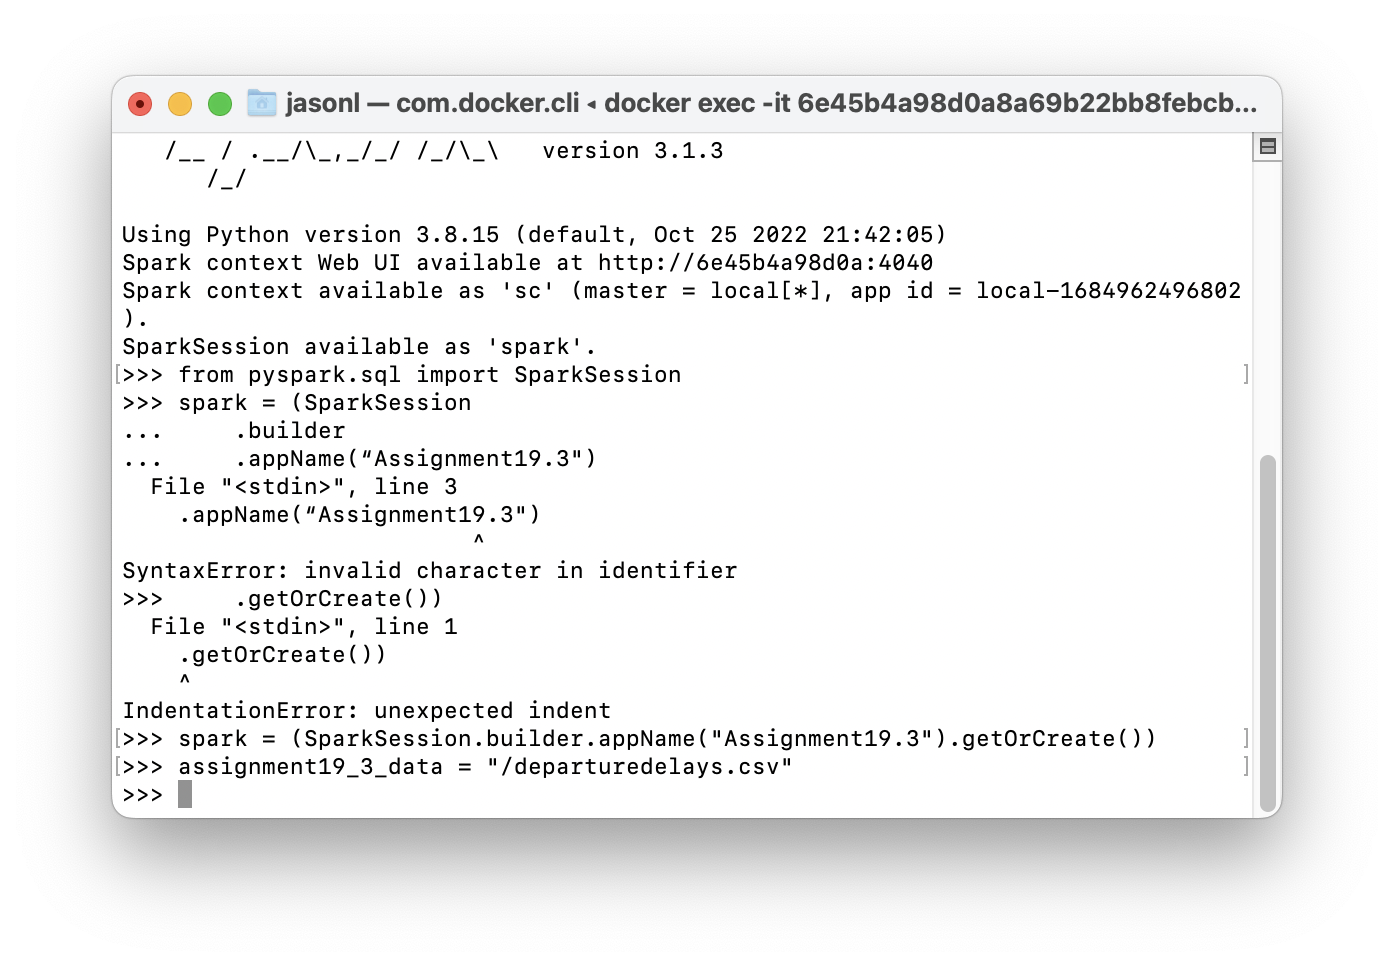 jasonl — com.docker.cli ◂ docker exec -it 6e45b4a98d0a8a69b22bb8febcb...
   /__ / .__/\_,_/_/ /_/\_\   version 3.1.3
      /_/
Using Python version 3.8.15 (default, Oct 25 2022 21:42:05)
Spark context Web UI available at http://6e45b4a98d0a:4040
Spark context available as 'sc' (master = local[*], app id = local-1684962496802
).
SparkSession available as 'spark'.
[>>> from pyspark.sql import SparkSession ]
>>> spark = (SparkSession
...     .builder
...     .appName(“Assignment19.3")
  File "<stdin>", line 3
    .appName(“Assignment19.3")
                         ^
SyntaxError: invalid character in identifier
>>>     .getOrCreate())
  File "<stdin>", line 1
    .getOrCreate())
    ^
IndentationError: unexpected indent
[>>> spark = (SparkSession.builder.appName("Assignment19.3").getOrCreate()) ]
[>>> assignment19_3_data = "/departuredelays.csv" ]
>>>